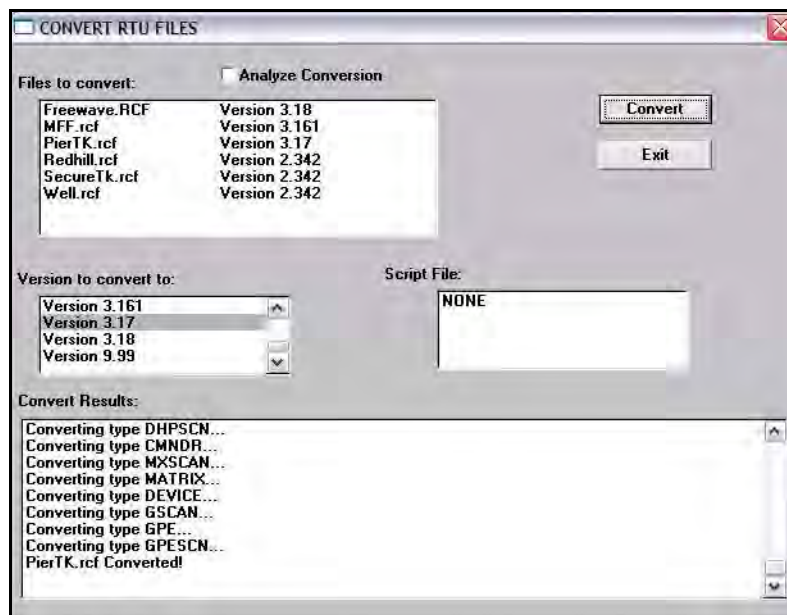 CONVERT RTU FILES
Files to convert:
Analyze Conversion
Freewave.RCF Version 3.18
MFF.rcf Version 3.161
PierTK.rcf Version 3.17
Redhill.rcf Version 2.342
SecureTk.rcf Version 2.342
Well.rcf Version 2.342
Convert
Exit
Version to convert to:
Version 3.161
Version 3.17
Version 3.18
Version 9.99
Script File:
NONE
Convert Results:
Converting type DHPSCN...
Converting type CMNDR...
Converting type MXSCAN...
Converting type MATRIX...
Converting type DEVICE...
Converting type GSCAN...
Converting type GPE...
Converting type GPESCN...
PierTK.rcf Converted!